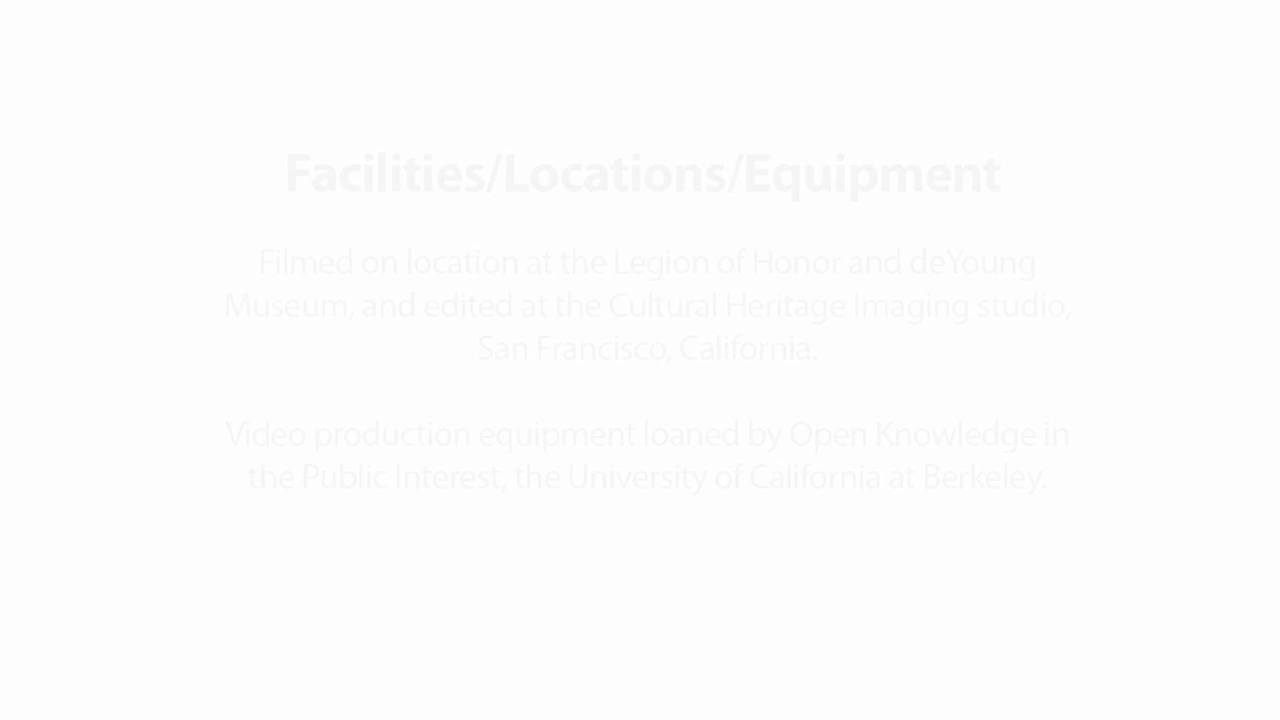 Facilities/Locations/Equipment
Filmed on location at the Legion of Honor and deYoung
Museum, and edited at the Cultural Heritage Imaging studio,
San Francisco, California.
Video production equipment loaned by Open Knowledge in
the Public Interest, the University of California at Berkeley.